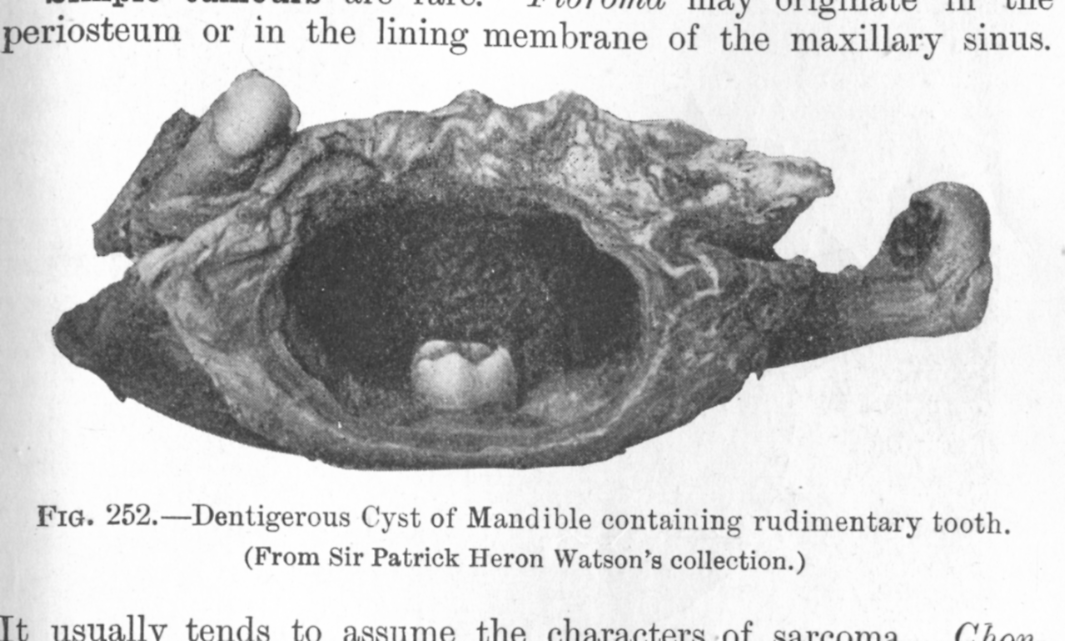 Simple tumours are rare. Fibroma may originate in the
periosteum or in the lining membrane of the maxillary sinus.
FIG. 252.—Dentigerous Cyst of Mandible containing rudimentary tooth.
(From Sir Patrick Heron Watson's collection.)
It usually tends to assume the characters of sarcoma. Chon